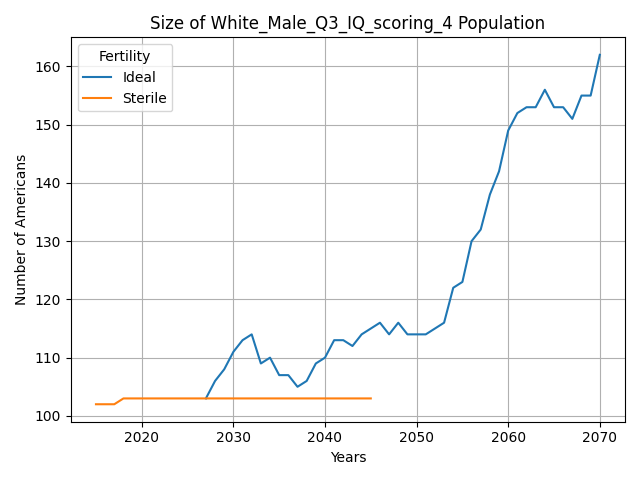 Size of White_Male_Q3_IQ_scoring_4 Population
Fertility
Ideal
Sterile
Number of Americans
160
150
140
130
120
110
100
2020 2030 2040 2050 2060 2070
Years